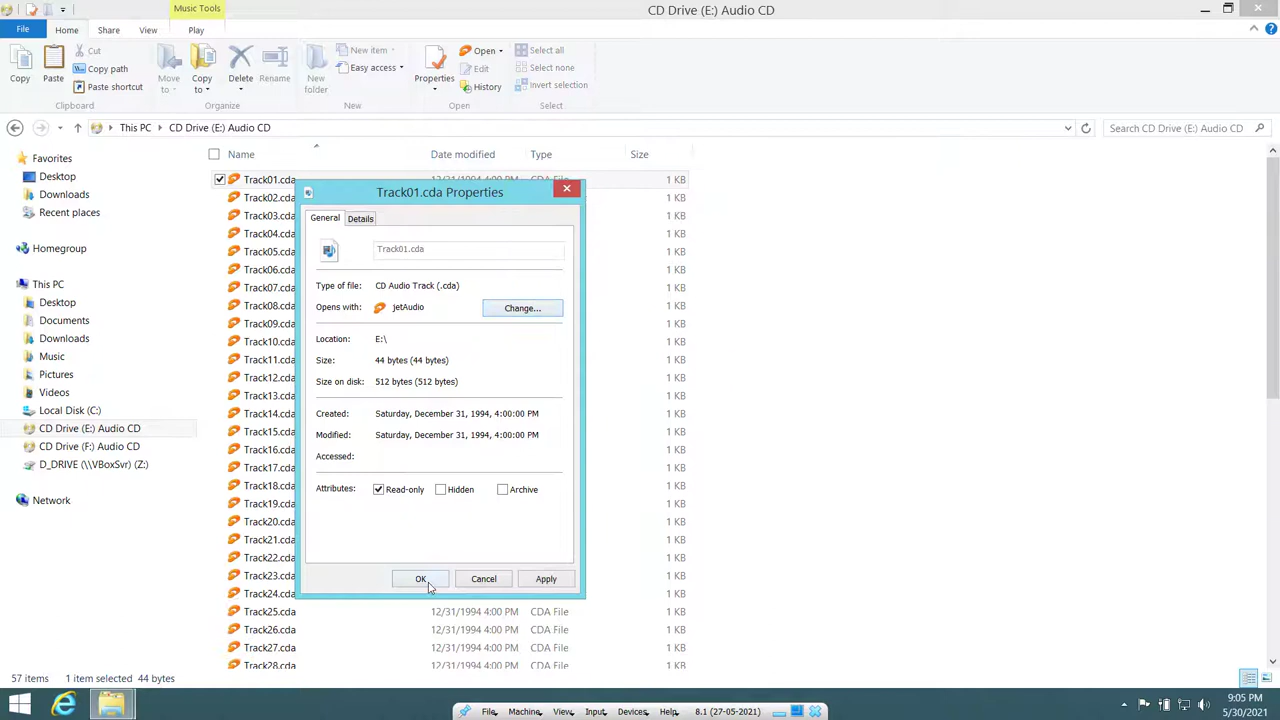 Music Tools
CD Drive (E:) Audio CD
File Home Share View Play
Copy
Paste
Cut
Copy path
Paste shortcut
Clipboard
Move to
Copy to
Delete
Rename
Organize
New folder
New item
Easy access
New
Properties
Open
Edit
History
Open
Select all
Select none
Invert selection
Select
This PC CD Drive (E:) Audio CD
Search CD Drive (E:) Audio CD
Name Date modified Type Size
Favorites
Desktop
Downloads
Recent places
Homegroup
This PC
Desktop
Documents
Downloads
Music
Pictures
Videos
Local Disk (C:)
CD Drive (E:) Audio CD
CD Drive (F:) Audio CD
D_DRIVE (\\VBoxSvr) (Z:)
Network
Track01.cda 12/31/1994 4:00 PM CDA File 1 KB
Track02.cda 1 KB
Track03.cda 1 KB
Track04.cda 1 KB
Track05.cda 1 KB
Track06.cda 1 KB
Track07.cda 1 KB
Track08.cda 1 KB
Track09.cda 1 KB
Track10.cda 1 KB
Track11.cda 1 KB
Track12.cda 1 KB
Track13.cda 1 KB
Track14.cda 1 KB
Track15.cda 1 KB
Track16.cda 1 KB
Track17.cda 1 KB
Track18.cda 1 KB
Track19.cda 1 KB
Track20.cda 1 KB
Track21.cda 1 KB
Track22.cda 1 KB
Track23.cda 1 KB
Track24.cda 1 KB
Track25.cda 12/31/1994 4:00 PM CDA File 1 KB
Track26.cda 12/31/1994 4:00 PM CDA File 1 KB
Track27.cda 12/31/1994 4:00 PM CDA File 1 KB
Track28.cda 12/31/1994 4:00 PM CDA File 1 KB
Track01.cda Properties
General Details
Track01.cda
Type of file: CD Audio Track (.cda)
Opens with: jetAudio Change...
Location: E:\
Size: 44 bytes (44 bytes)
Size on disk: 512 bytes (512 bytes)
Created: Saturday, December 31, 1994, 4:00:00 PM
Modified: Saturday, December 31, 1994, 4:00:00 PM
Accessed:
Attributes: Read-only Hidden Archive
OK Cancel Apply
57 items 1 item selected 44 bytes
File Machine View Input Devices Help 8.1 (27-05-2021)
9:05 PM
5/30/2021